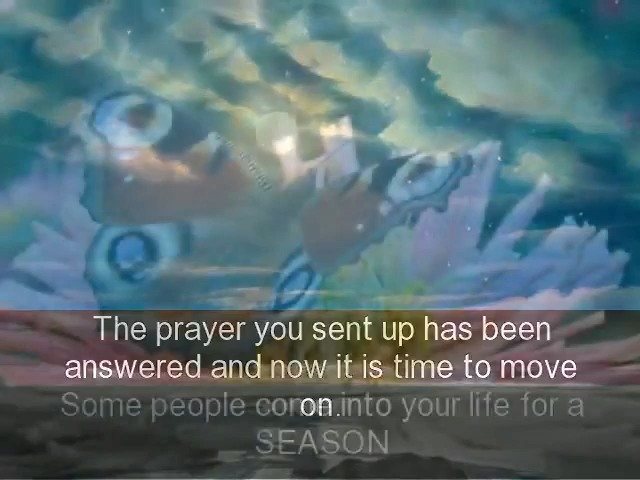 The prayer you sent up has been
answered and now it is time to move
on.
Some people come into your life for a
SEASON